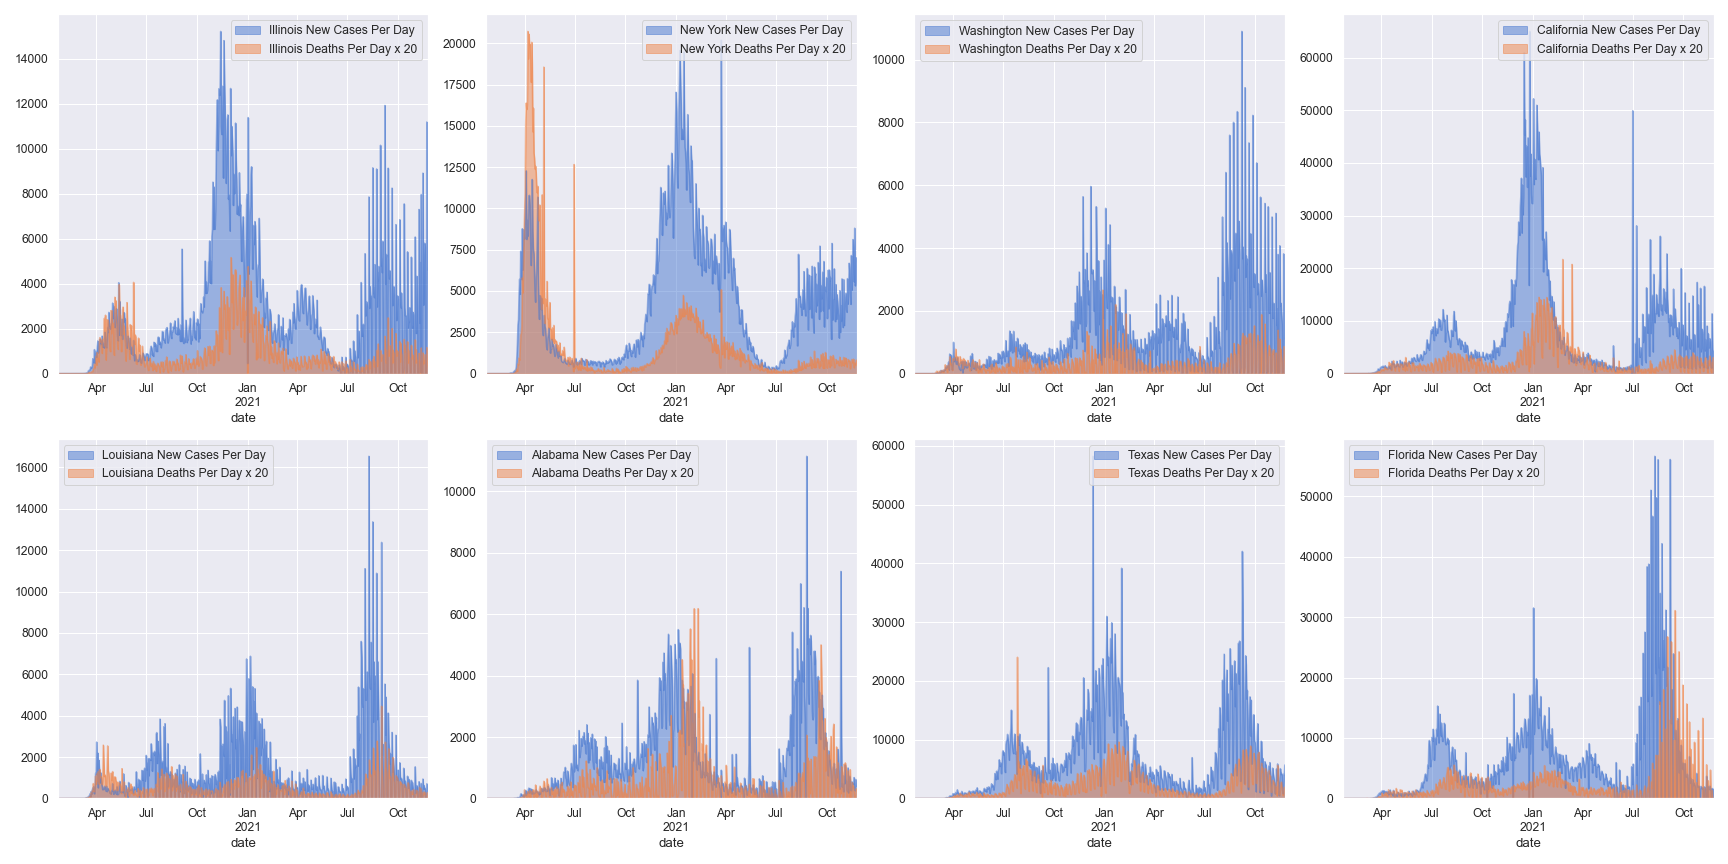 Illinois New Cases Per Day
Illinois Deaths Per Day x 20
14000
12000
10000
8000
6000
4000
2000
0
Apr Jul Oct Jan Apr Jul Oct
2021
date
New York New Cases Per Day
New York Deaths Per Day x 20
20000
17500
15000
12500
10000
7500
5000
2500
0
Apr Jul Oct Jan Apr Jul Oct
2021
date
Washington New Cases Per Day
Washington Deaths Per Day x 20
10000
8000
6000
4000
2000
0
Apr Jul Oct Jan Apr Jul Oct
2021
date
California New Cases Per Day
California Deaths Per Day x 20
60000
50000
40000
30000
20000
10000
0
Apr Jul Oct Jan Apr Jul Oct
2021
date
Louisiana New Cases Per Day
Louisiana Deaths Per Day x 20
16000
14000
12000
10000
8000
6000
4000
2000
0
Apr Jul Oct Jan Apr Jul Oct
2021
date
Alabama New Cases Per Day
Alabama Deaths Per Day x 20
10000
8000
6000
4000
2000
0
Apr Jul Oct Jan Apr Jul Oct
2021
date
Texas New Cases Per Day
Texas Deaths Per Day x 20
60000
50000
40000
30000
20000
10000
0
Apr Jul Oct Jan Apr Jul Oct
2021
date
Florida New Cases Per Day
Florida Deaths Per Day x 20
50000
40000
30000
20000
10000
0
Apr Jul Oct Jan Apr Jul Oct
2021
date